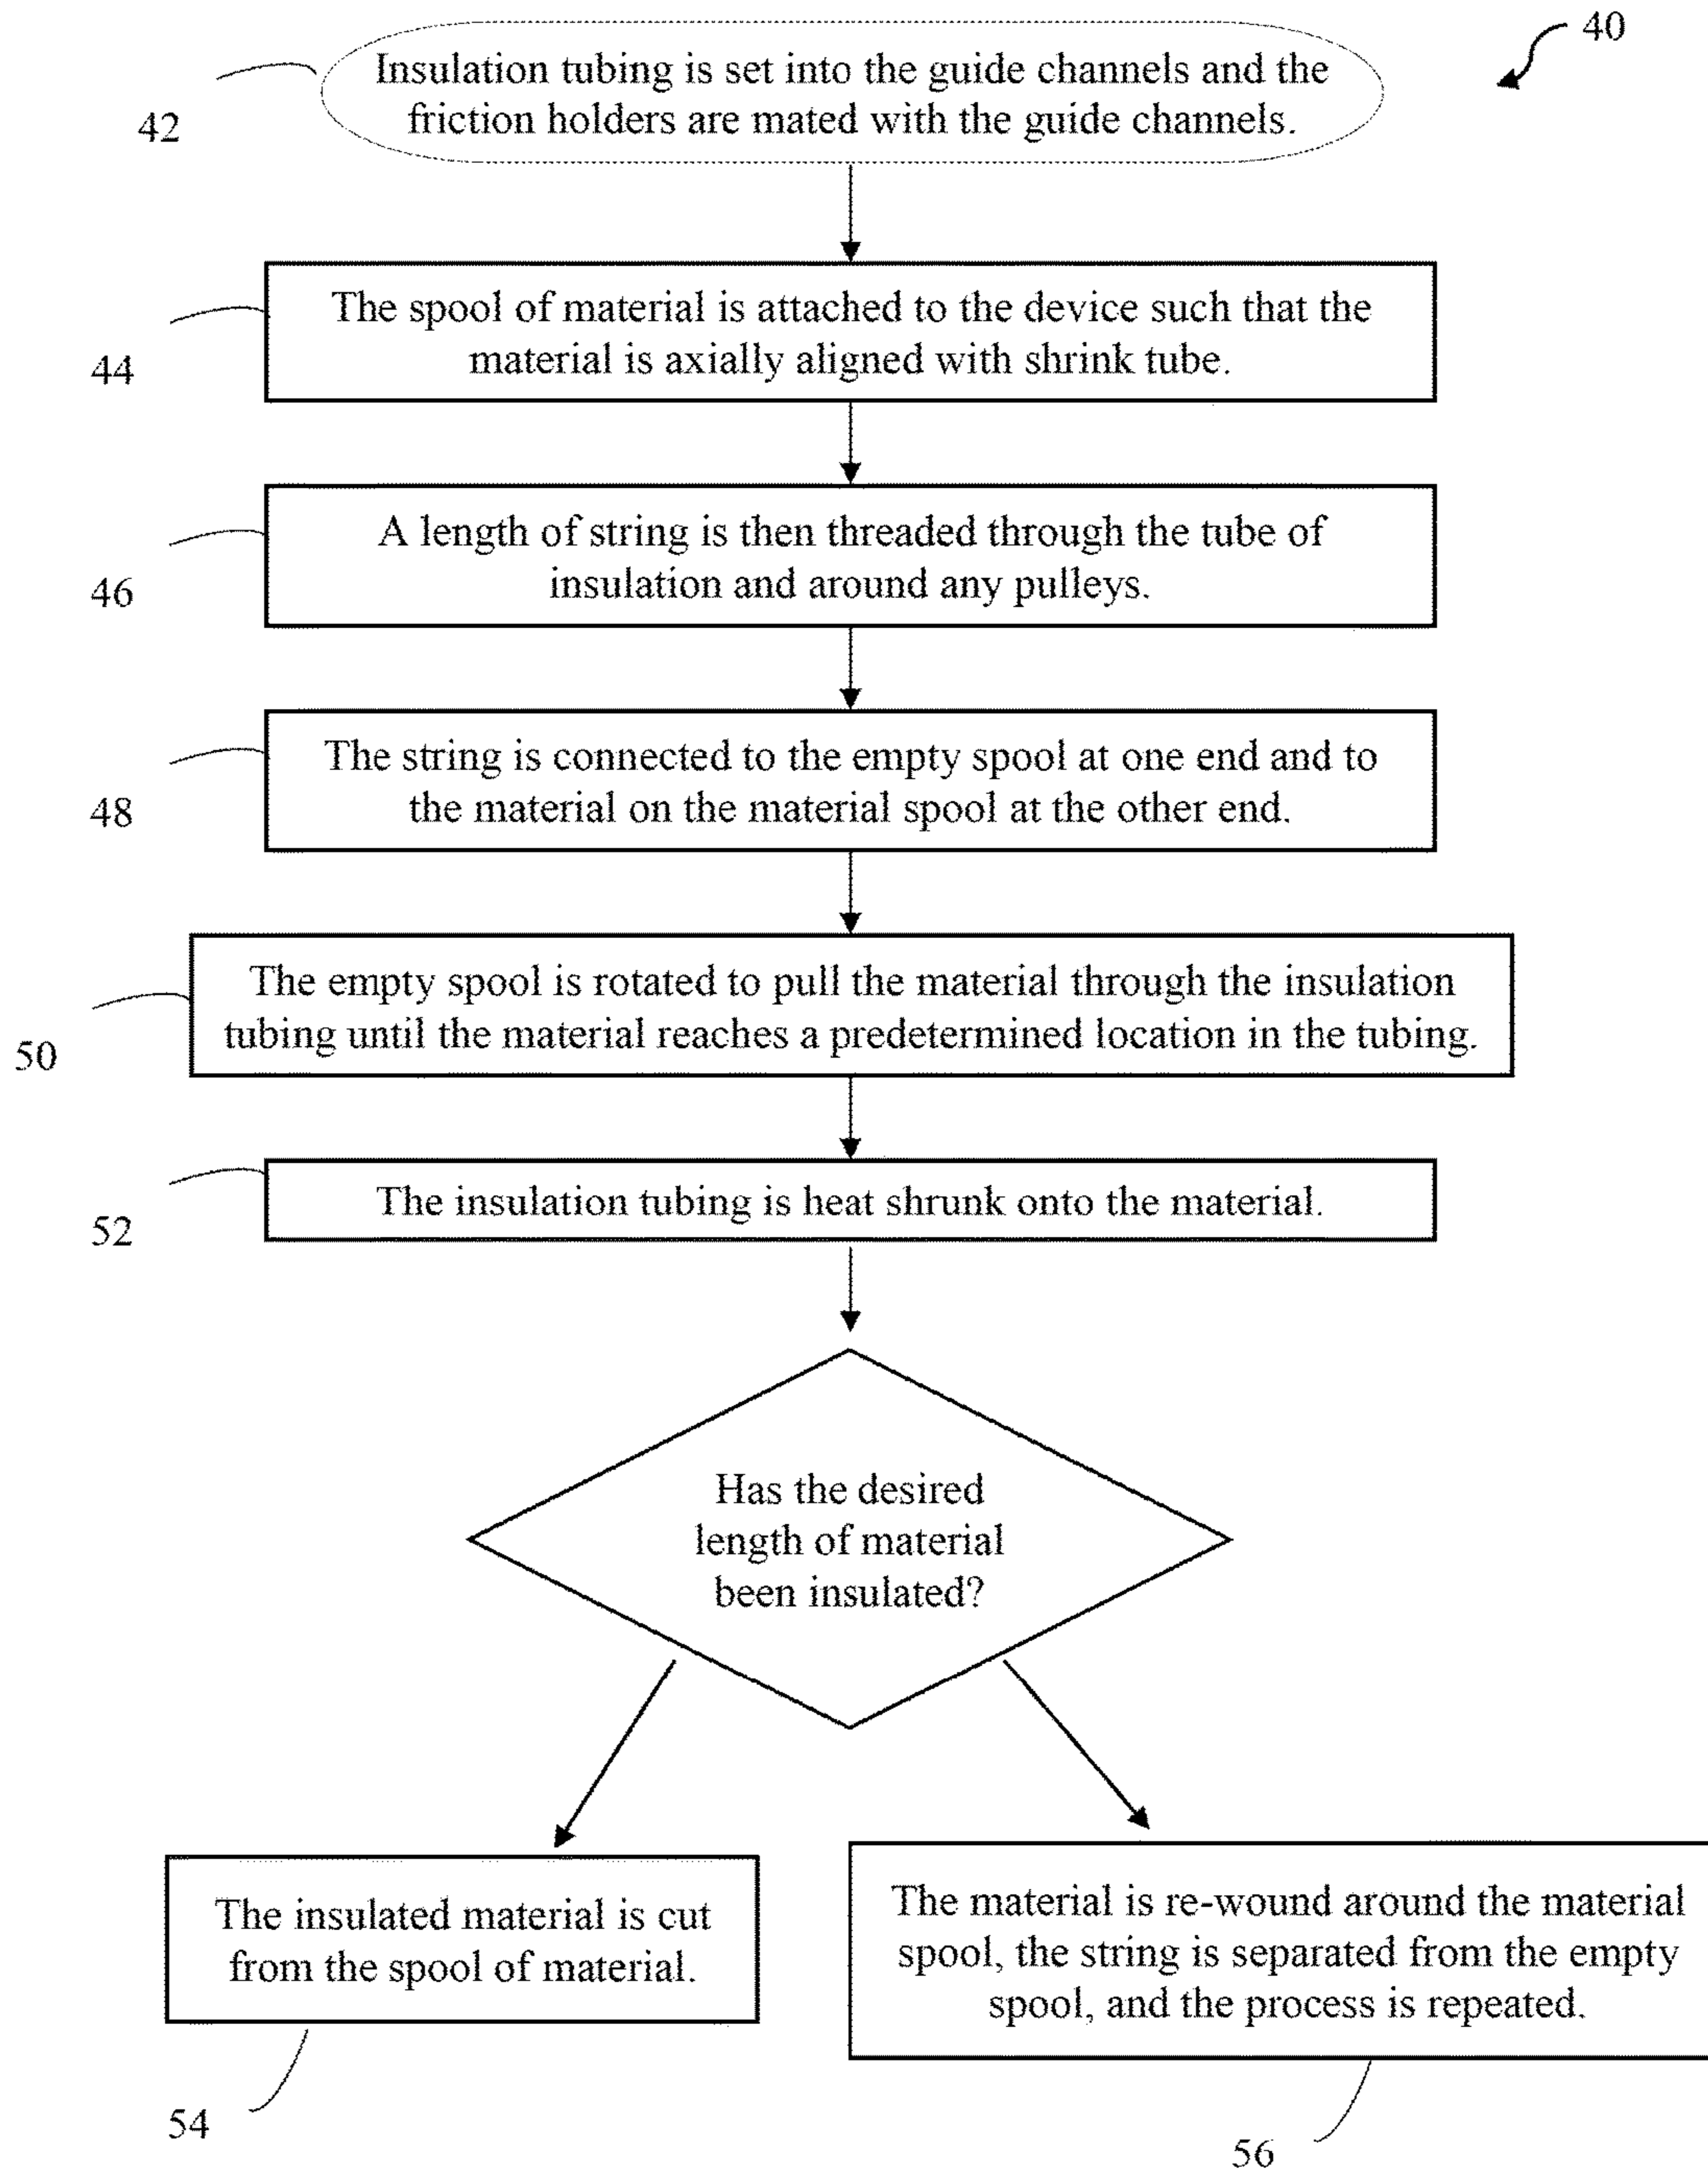 40
Insulation tubing is set into the guide channels and the
friction holders are mated with the guide channels.
42
The spool of material is attached to the device such that the
material is axially aligned with shrink tube.
44
A length of string is then threaded through the tube of
insulation and around any pulleys.
46
The string is connected to the empty spool at one end and to
the material on the material spool at the other end.
48
The empty spool is rotated to pull the material through the insulation
tubing until the material reaches a predetermined location in the tubing.
50
The insulation tubing is heat shrunk onto the material.
52
Has the desired
length of material
been insulated?
The insulated material is cut
from the spool of material.
54
The material is re-wound around the material
spool, the string is separated from the empty
spool, and the process is repeated.
56